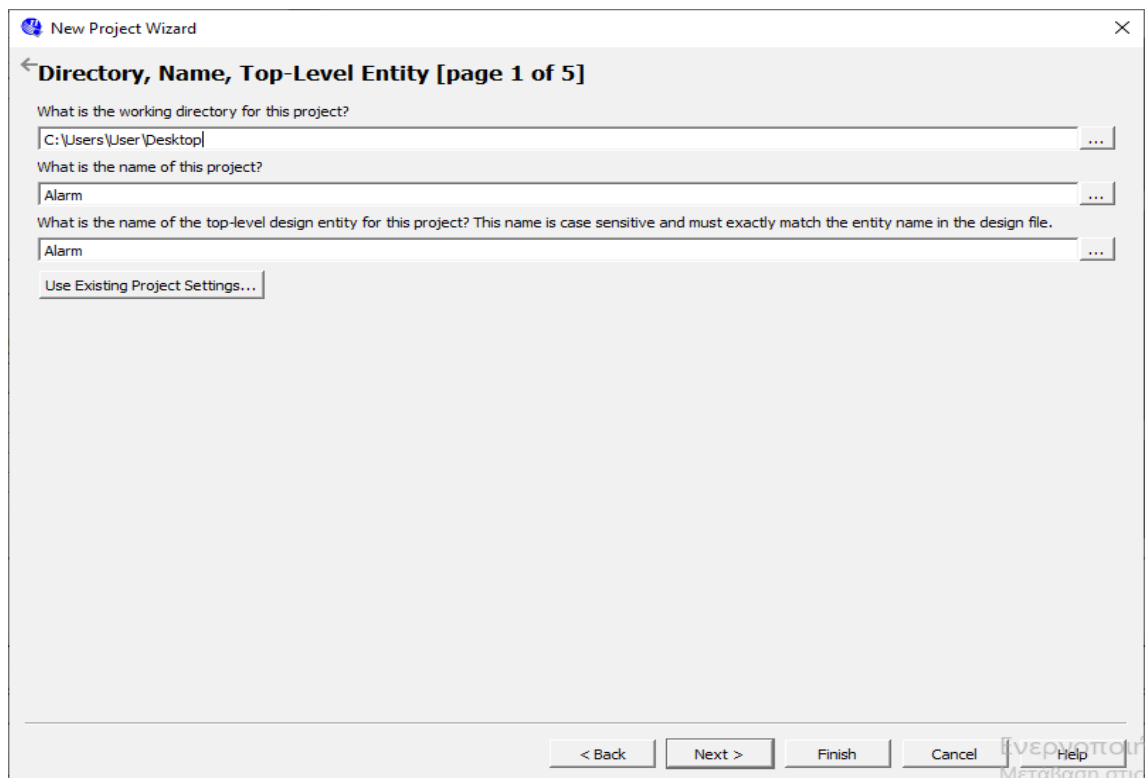 New Project Wizard
Directory, Name, Top-Level Entity [page 1 of 5]
What is the working directory for this project?
C:\Users\User\Desktop
...
What is the name of this project?
Alarm
...
What is the name of the top-level design entity for this project? This name is case sensitive and must exactly match the entity name in the design file.
Alarm
...
Use Existing Project Settings...
< Back Next > Finish Cancel Help